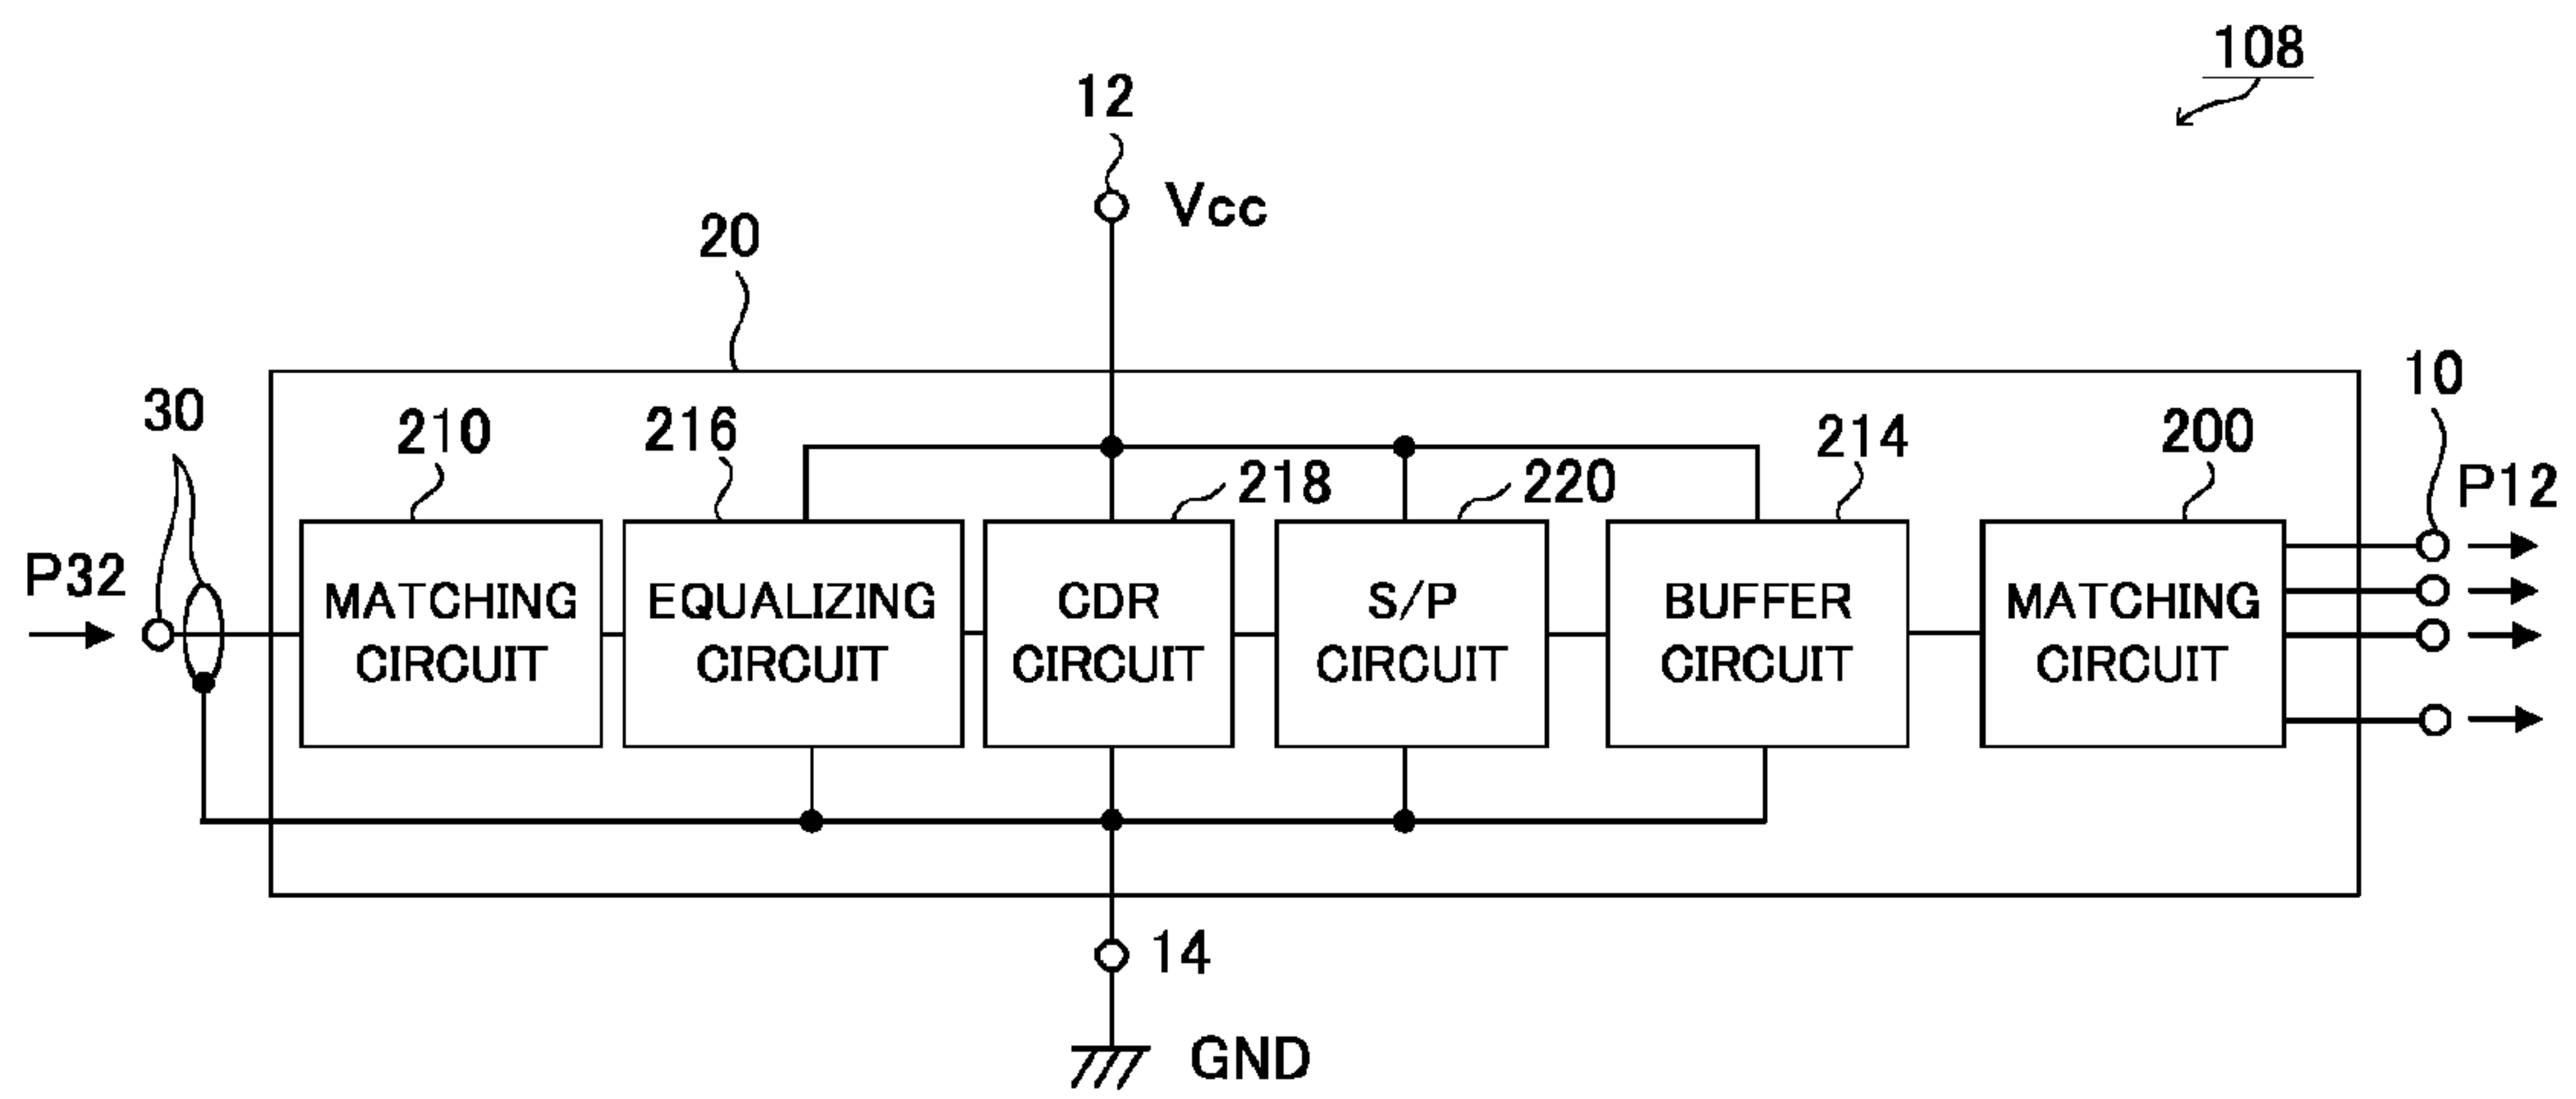 108
12
Vcc
20
30
210
216
218
220
214
200
10
P12
P32
MATCHING
CIRCUIT
EQUALIZING
CIRCUIT
CDR
CIRCUIT
S/P
CIRCUIT
BUFFER
CIRCUIT
MATCHING
CIRCUIT
14
GND